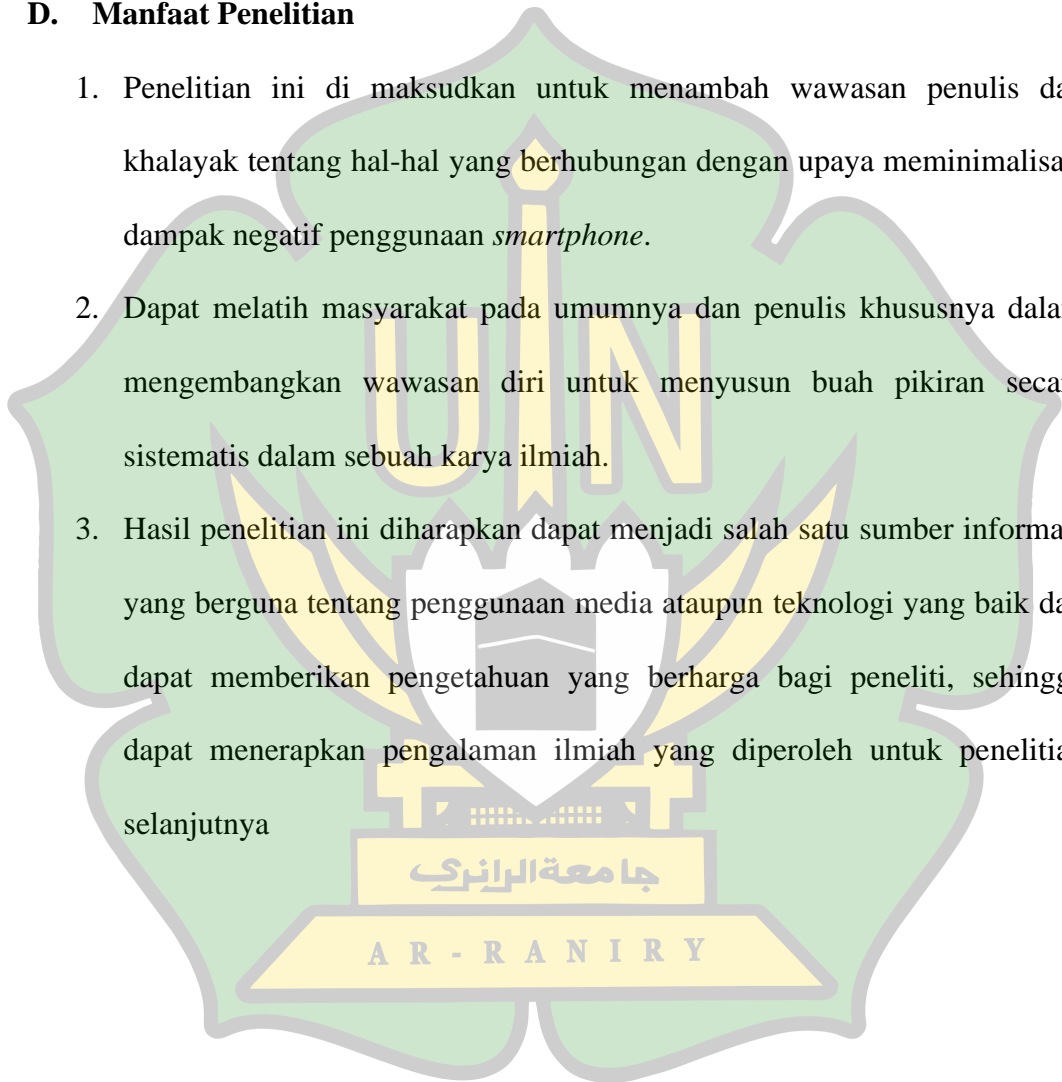 D. Manfaat Penelitian
1. Penelitian ini di maksudkan untuk menambah wawasan penulis da
khalayak tentang hal-hal yang berhubungan dengan upaya meminimalisa
dampak negatif penggunaan smartphone.
2. Dapat melatih masyarakat pada umumnya dan penulis khususnya dala
mengembangkan wawasan diri untuk menyusun buah pikiran seca
sistematis dalam sebuah karya ilmiah.
3. Hasil penelitian ini diharapkan dapat menjadi salah satu sumber informa
yang berguna tentang penggunaan media ataupun teknologi yang baik da
dapat memberikan pengetahuan yang berharga bagi peneliti, sehingg
dapat menerapkan pengalaman ilmiah yang diperoleh untuk penelitia
selanjutnya
UIN
جامعةالرانري
AR-RANIRY